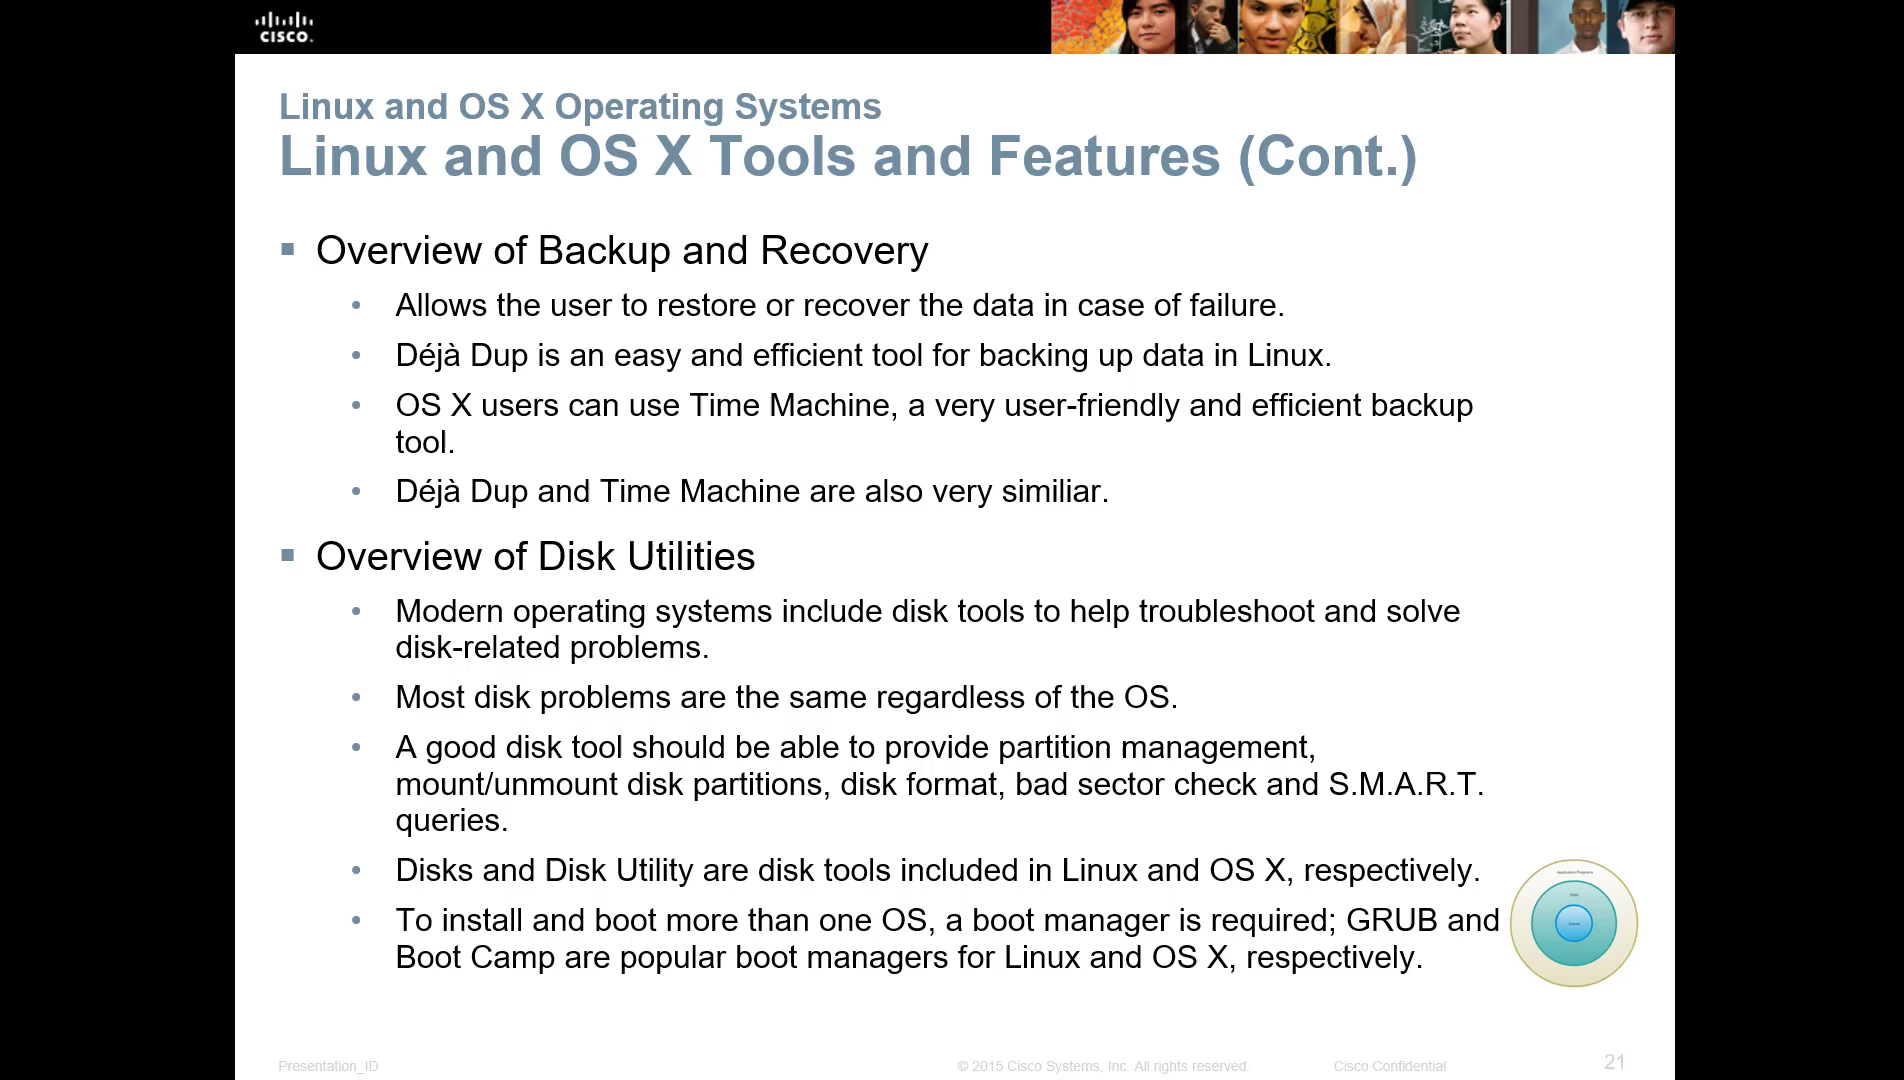 CISCO
Linux and OS X Operating Systems
Linux and OS X Tools and Features (Cont.)
Overview of Backup and Recovery
Allows the user to restore or recover the data in case of failure.
Déjà Dup is an easy and efficient tool for backing up data in Linux.
OS X users can use Time Machine, a very user-friendly and efficient backup
tool.
Déjà Dup and Time Machine are also very similiar.
Overview of Disk Utilities
Modern operating systems include disk tools to help troubleshoot and solve
disk-related problems.
Most disk problems are the same regardless of the OS.
A good disk tool should be able to provide partition management,
mount/unmount disk partitions, disk format, bad sector check and S.M.A.R.T.
queries.
Disks and Disk Utility are disk tools included in Linux and OS X, respectively.
To install and boot more than one OS, a boot manager is required; GRUB and
Boot Camp are popular boot managers for Linux and OS X, respectively.
Application Programs
Presentation_ID
© 2015 Cisco Systems, Inc. All rights reserved.
Cisco Confidential
21